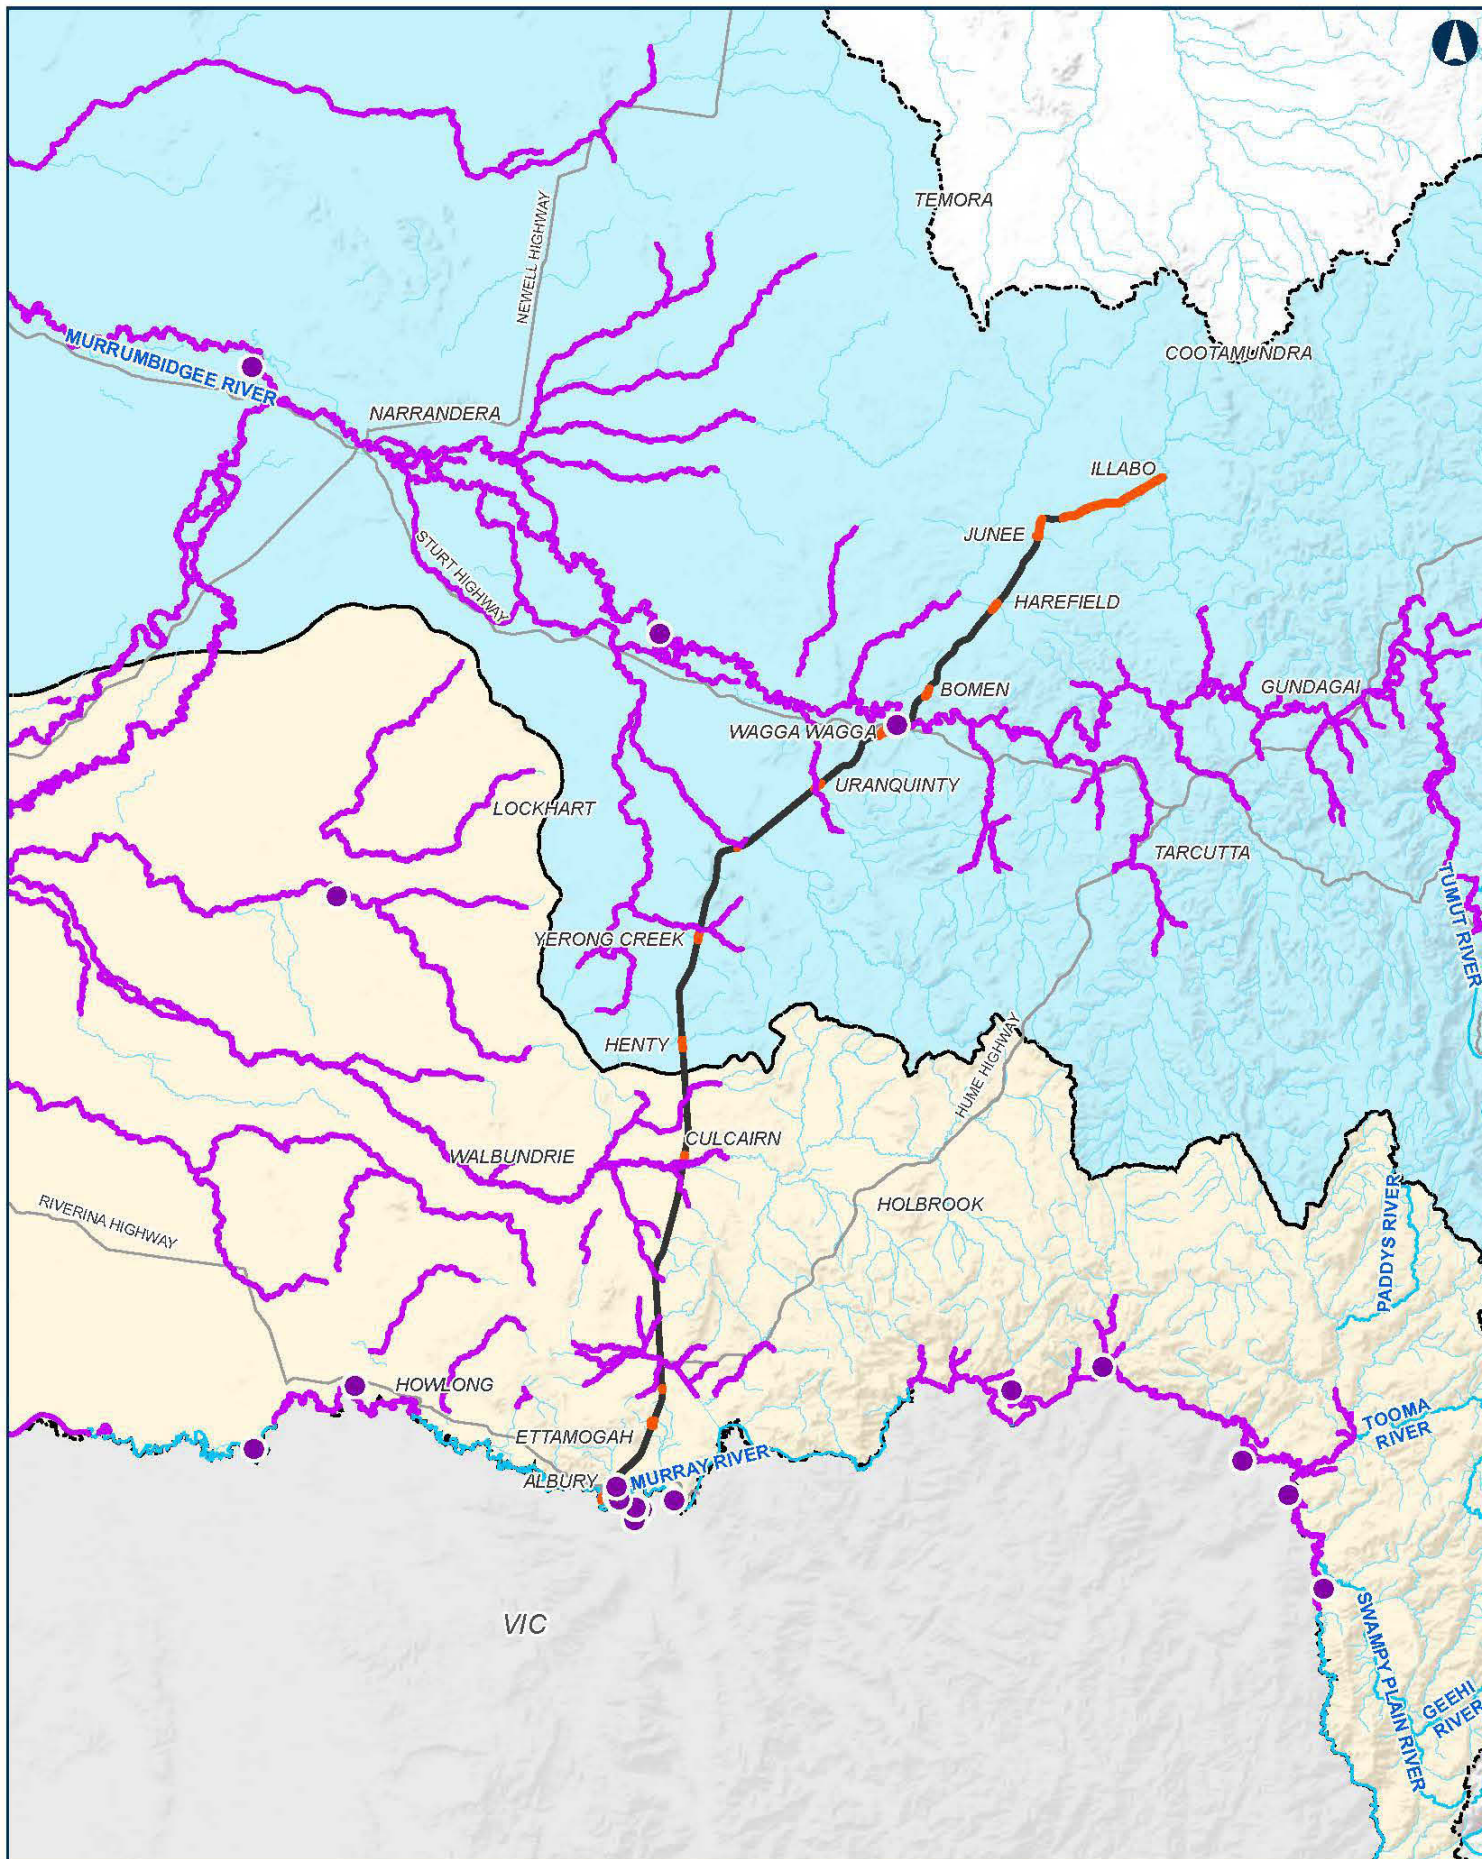 TEMORA
NEWELL HIGHWAY
COOTAMUNDRA
MURRUMBIDGEE RIVER
NARRANDERA
ILLABO
JUNEE
STURT HIGHWAY
HAREFIELD
BOMEN
GUNDAGAI
WAGGA WAGGA
URANQUINTY
LOCKHART
TARCUTTA
TUMUT RIVER
YERONG CREEK
HENTY
HUME HIGHWAY
CULCAIRN
WALBUNDRIE
HOLBROOK
RIVERINA HIGHWAY
PADDYS RIVER
HOWLONG
TOOMA
RIVER
ETTAMOGAH
ALBURY
MURRAY RIVER
VIC
SWAMPY PLAIN RIVER
GEEHI
RIVER